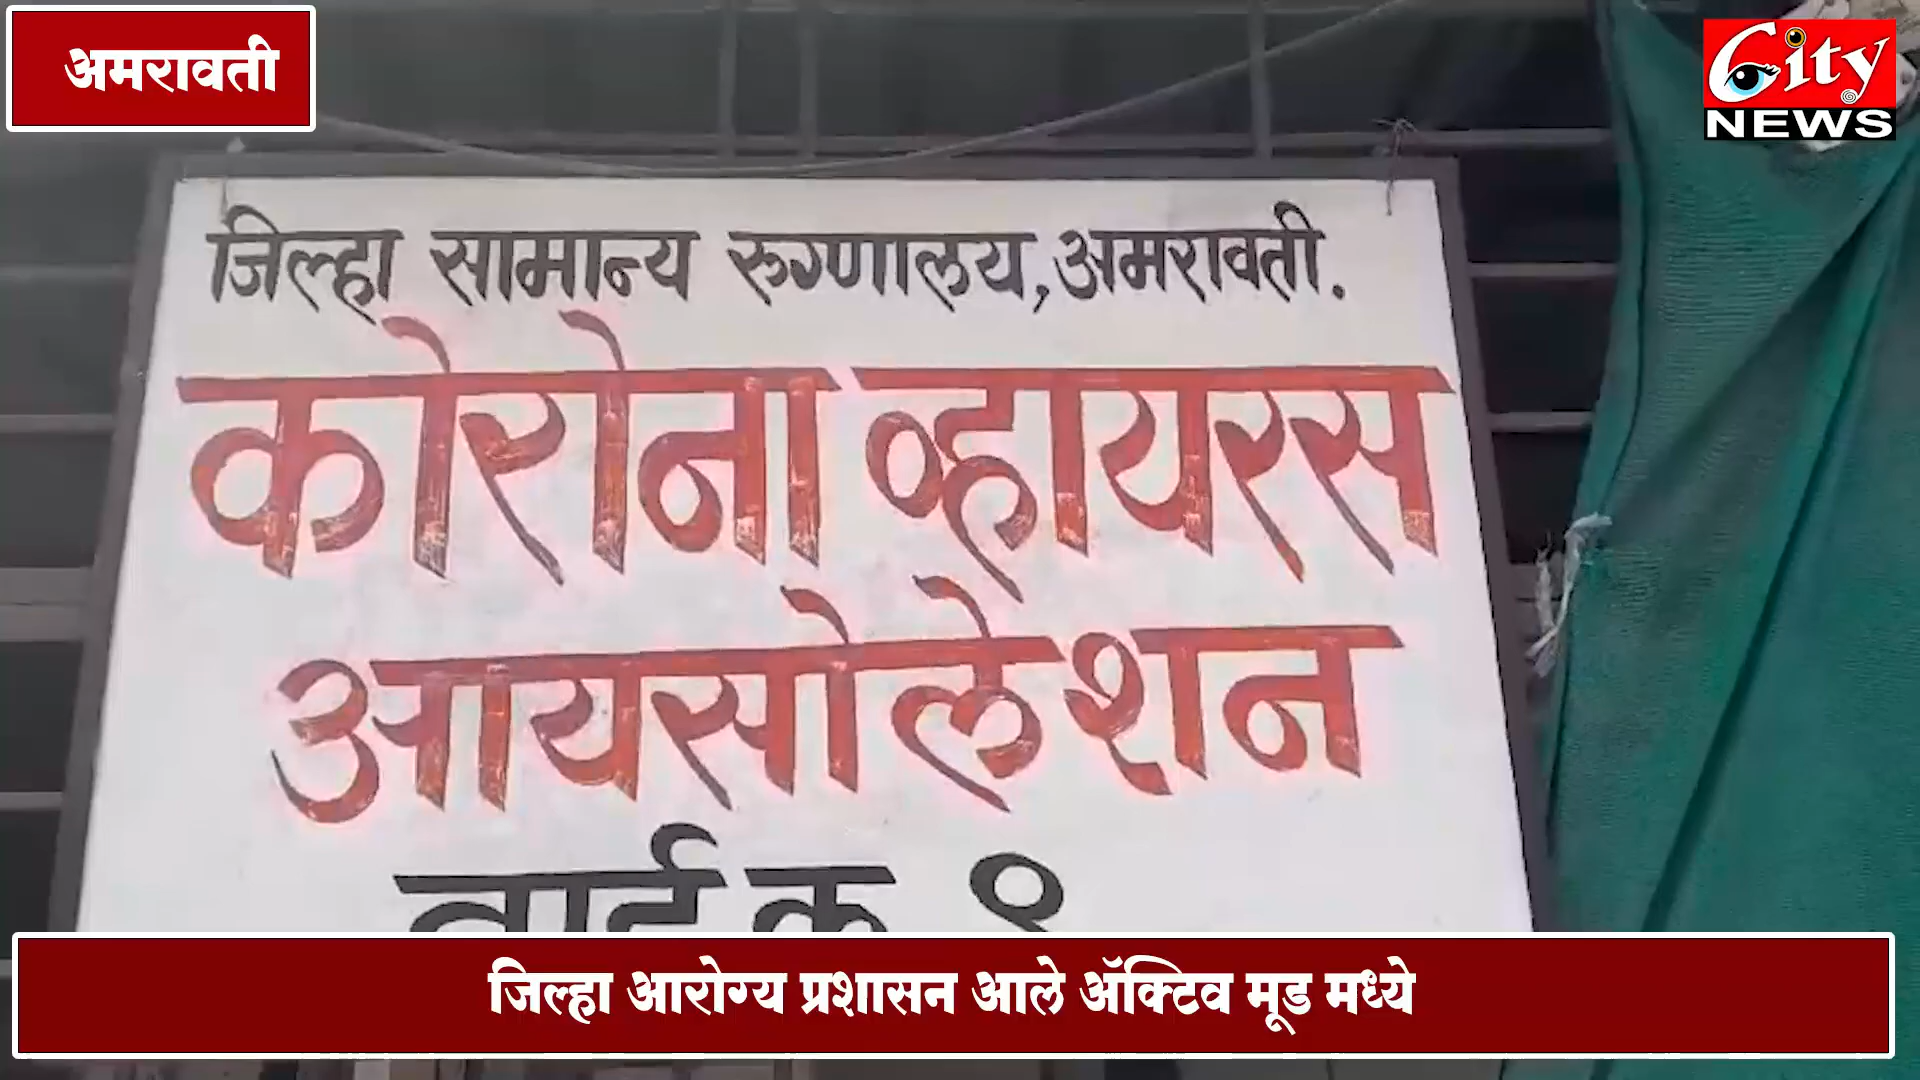 अमरावती
City
NEWS
जिल्हा सामान्य रुग्णालय,अमरावती.
कोरोना व्हायरस
आयसोलेशन
वार्ड क्र
जिल्हा आरोग्य प्रशासन आले ॲक्टिव मूड मध्ये